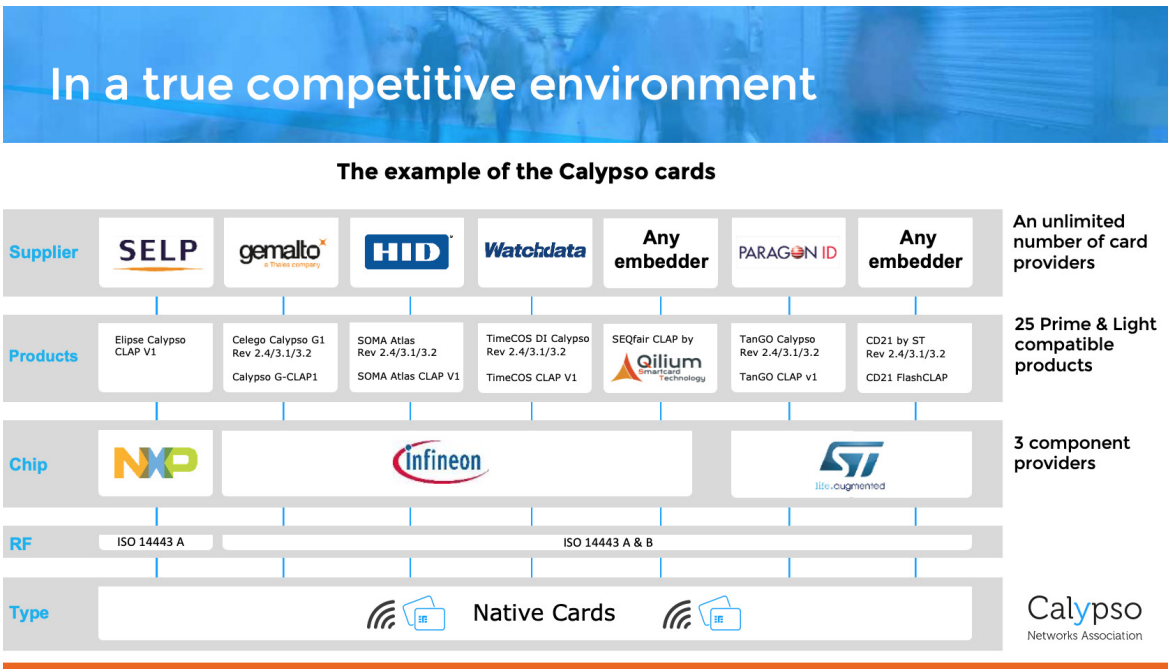 In a true competitive environment
The example of the Calypso cards
Supplier
SELP
gemalto
a Thales company
HID
Watchdata
Any
embedder
PARAGON ID
Any
embedder
An unlimited
number of card
providers
Products
Elipse Calypso
CLAP V1
Celego Calypso G1
Rev 2.4/3.1/3.2
Calypso G-CLAP1
SOMA Atlas
Rev 2.4/3.1/3.2
SOMA Atlas CLAP V1
TimeCOS DI Calypso
Rev 2.4/3.1/3.2
TimeCOS CLAP V1
SEQfair CLAP by
Qilium
Smartcard
Technology
TanGO Calypso
Rev 2.4/3.1/3.2
TanGO CLAP v1
CD21 by ST
Rev 2.4/3.1/3.2
CD21 FlashCLAP
25 Prime & Light
compatible
products
Chip
NXP
infineon
ST
life.augmented
3 component
providers
RF
ISO 14443 A
ISO 14443 A & B
Type
Native Cards
Calypso
Networks Association